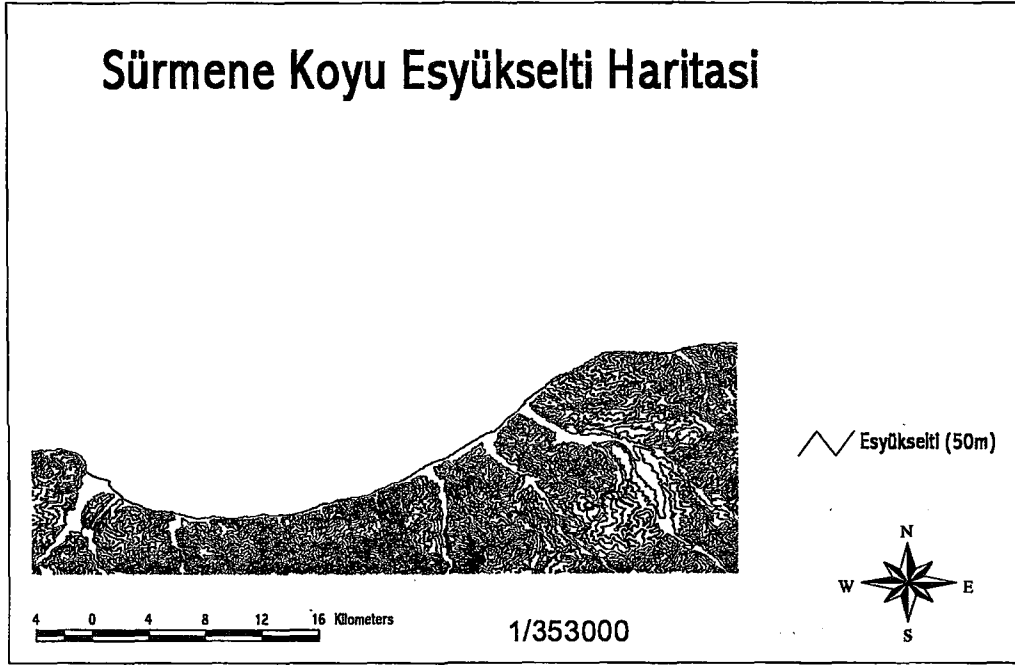 Sürmene Koyu Esyükselti Haritasi
Esyükselti (50m)
N
W E
S
4 0 4 8 12 16 Kilometers
1/353000